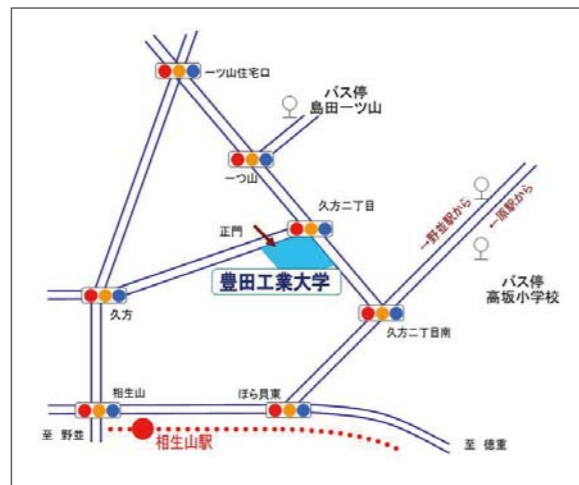 一ツ山住宅口
バス停
島田一ツ山
一つ山
久方二丁目
正門
→野並駅から
←原駅から
豊田工業大学
バス停
高坂小学校
久方
久方二丁目南
相生山
ほら貝東
至 野並
相生山駅
至 徳重